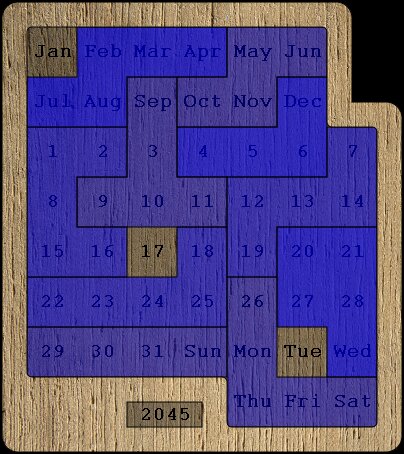 Jan Feb Mar Apr May Jun
Jul Aug Sep Oct Nov Dec
1 2 3 4 5 6 7
8 9 10 11 12 13 14
15 16 17 18 19 20 21
22 23 24 25 26 27 28
29 30 31 Sun Mon Tue Wed
Thu Fri Sat
2045